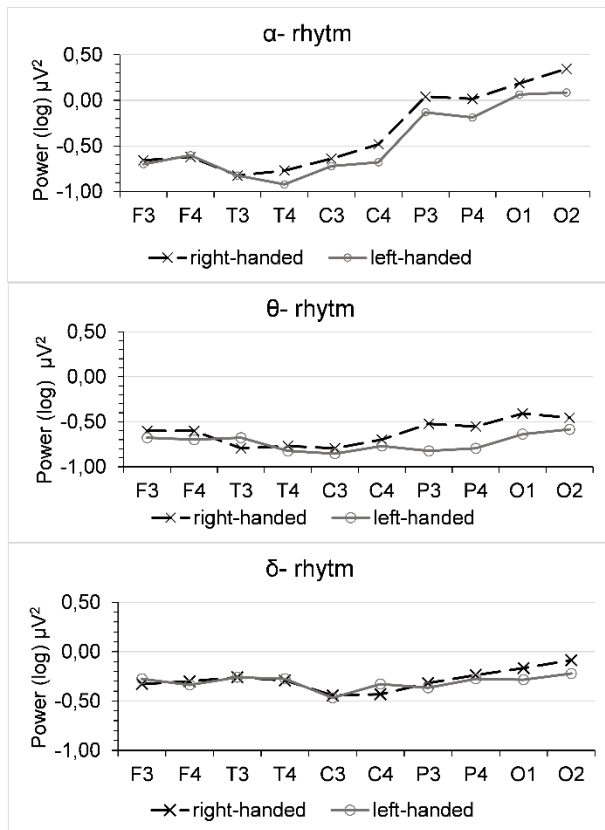 α- rhytm
Power (log) µV²
0,50
0,00
-0,50
-1,00
F3 F4 T3 T4 C3 C4 P3 P4 O1 O2
right-handed left-handed
θ- rhytm
Power (log) µV²
0,50
0,00
-0,50
-1,00
F3 F4 T3 T4 C3 C4 P3 P4 O1 O2
right-handed left-handed
δ- rhytm
Power (log) µV²
0,50
0,00
-0,50
-1,00
F3 F4 T3 T4 C3 C4 P3 P4 O1 O2
right-handed left-handed